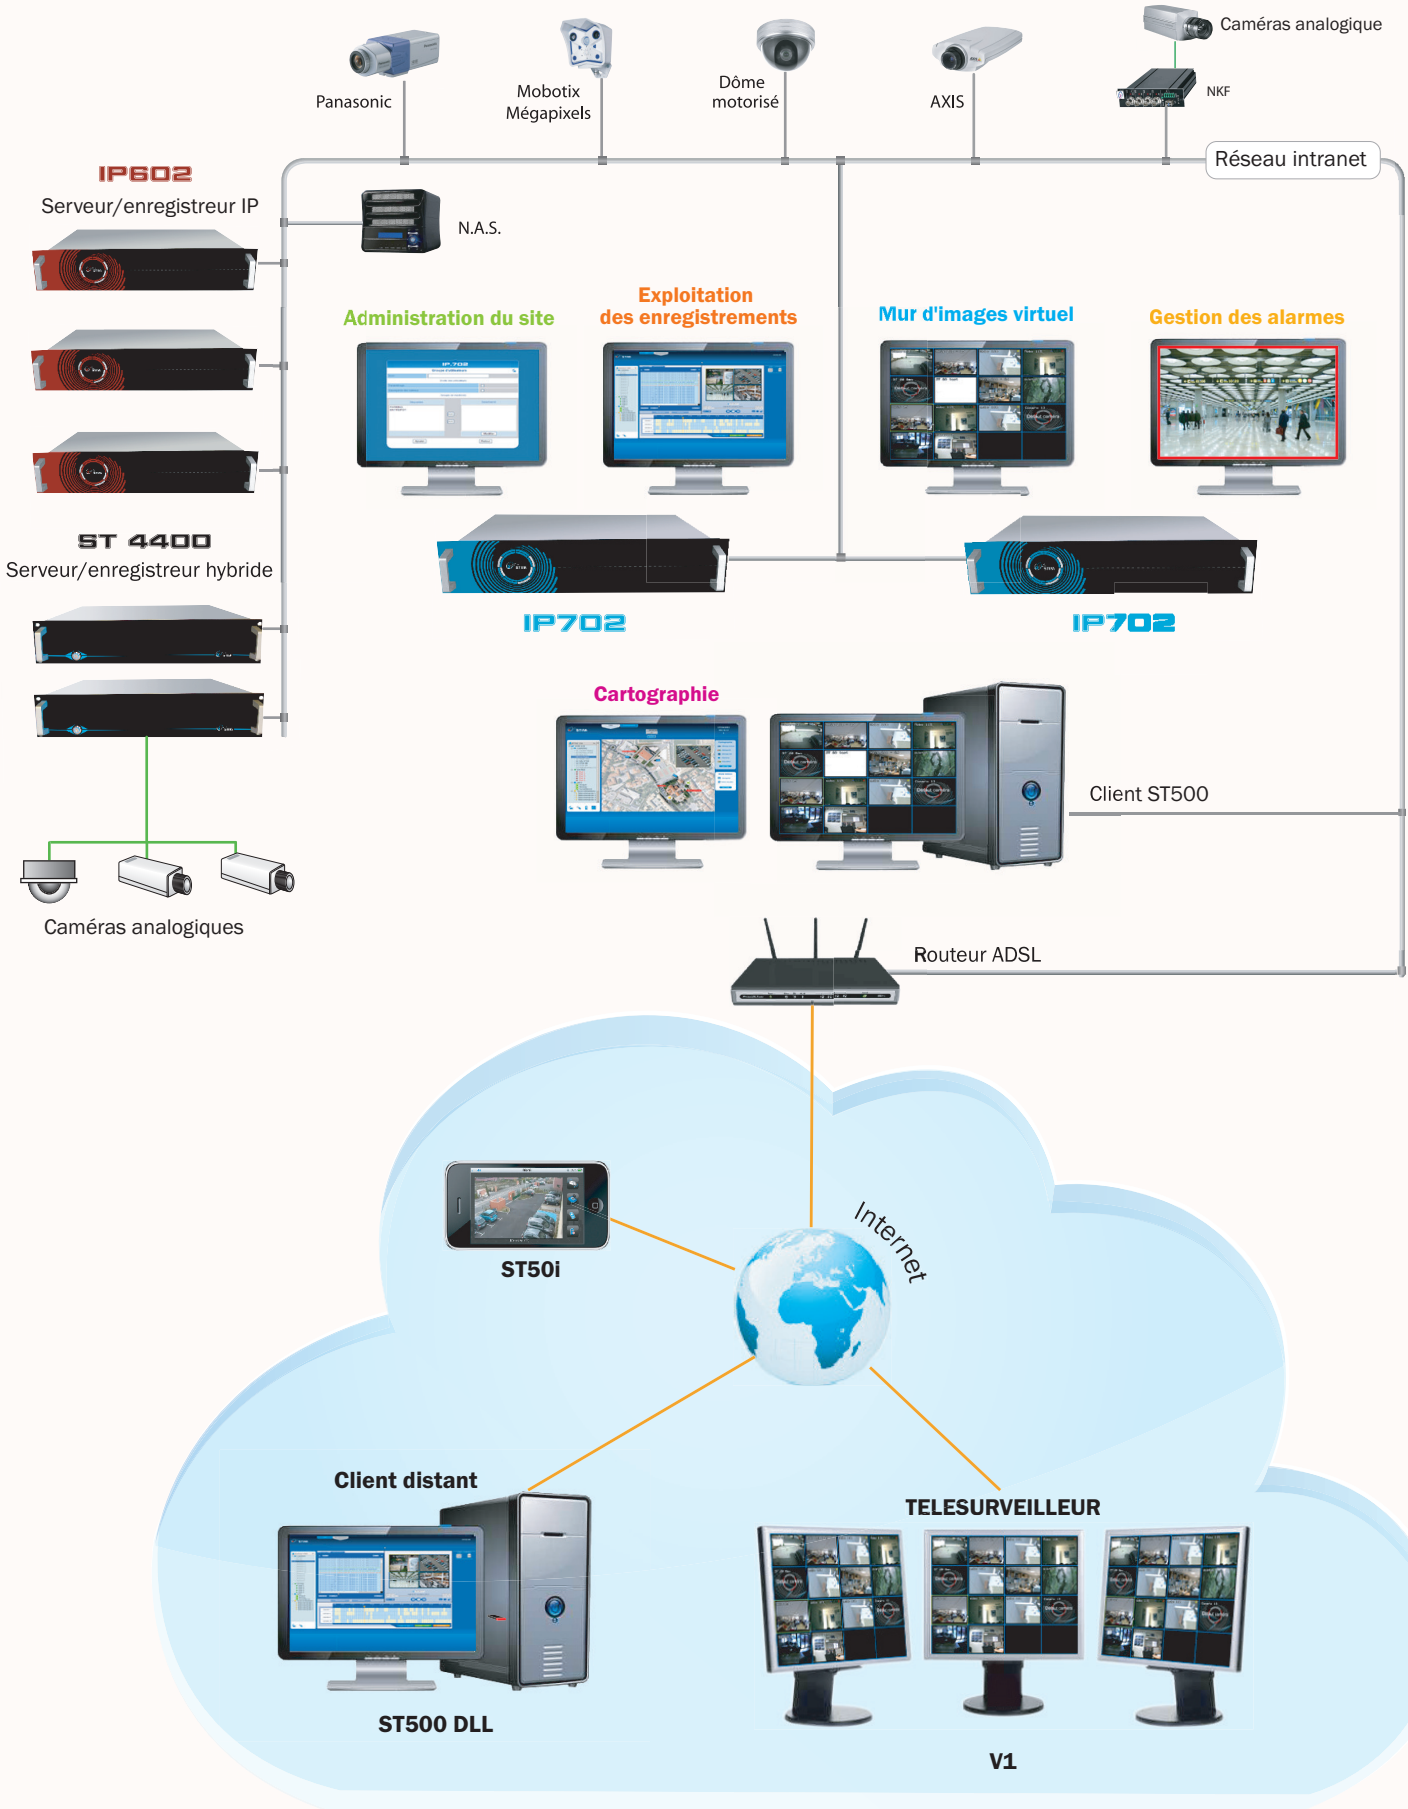 Caméras analogique
Panasonic
Mobotix
Mégapixels
Dôme
motorisé
AXIS
NKF
Réseau intranet
IP602
Serveur/enregistreur IP
N.A.S.
Administration du site
Exploitation
des enregistrements
Mur d'images virtuel
Gestion des alarmes
IP.702
ST 4400
Serveur/enregistreur hybride
IP702
IP702
Cartographie
Client ST500
Caméras analogiques
Routeur ADSL
Internet
ST50i
Client distant
TELESURVEILLEUR
ST500 DLL
V1